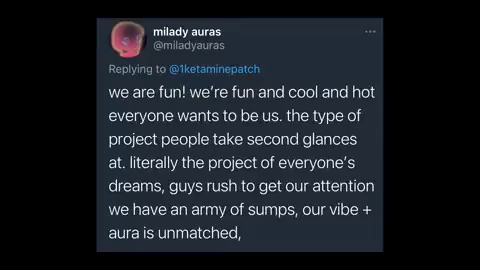 milady auras
@miladyauras
Replying to @1ketaminepatch
we are fun! we’re fun and cool and hot
everyone wants to be us. the type of
project people take second glances
at. literally the project of everyone’s
dreams, guys rush to get our attention
we have an army of sumps, our vibe +
aura is unmatched,